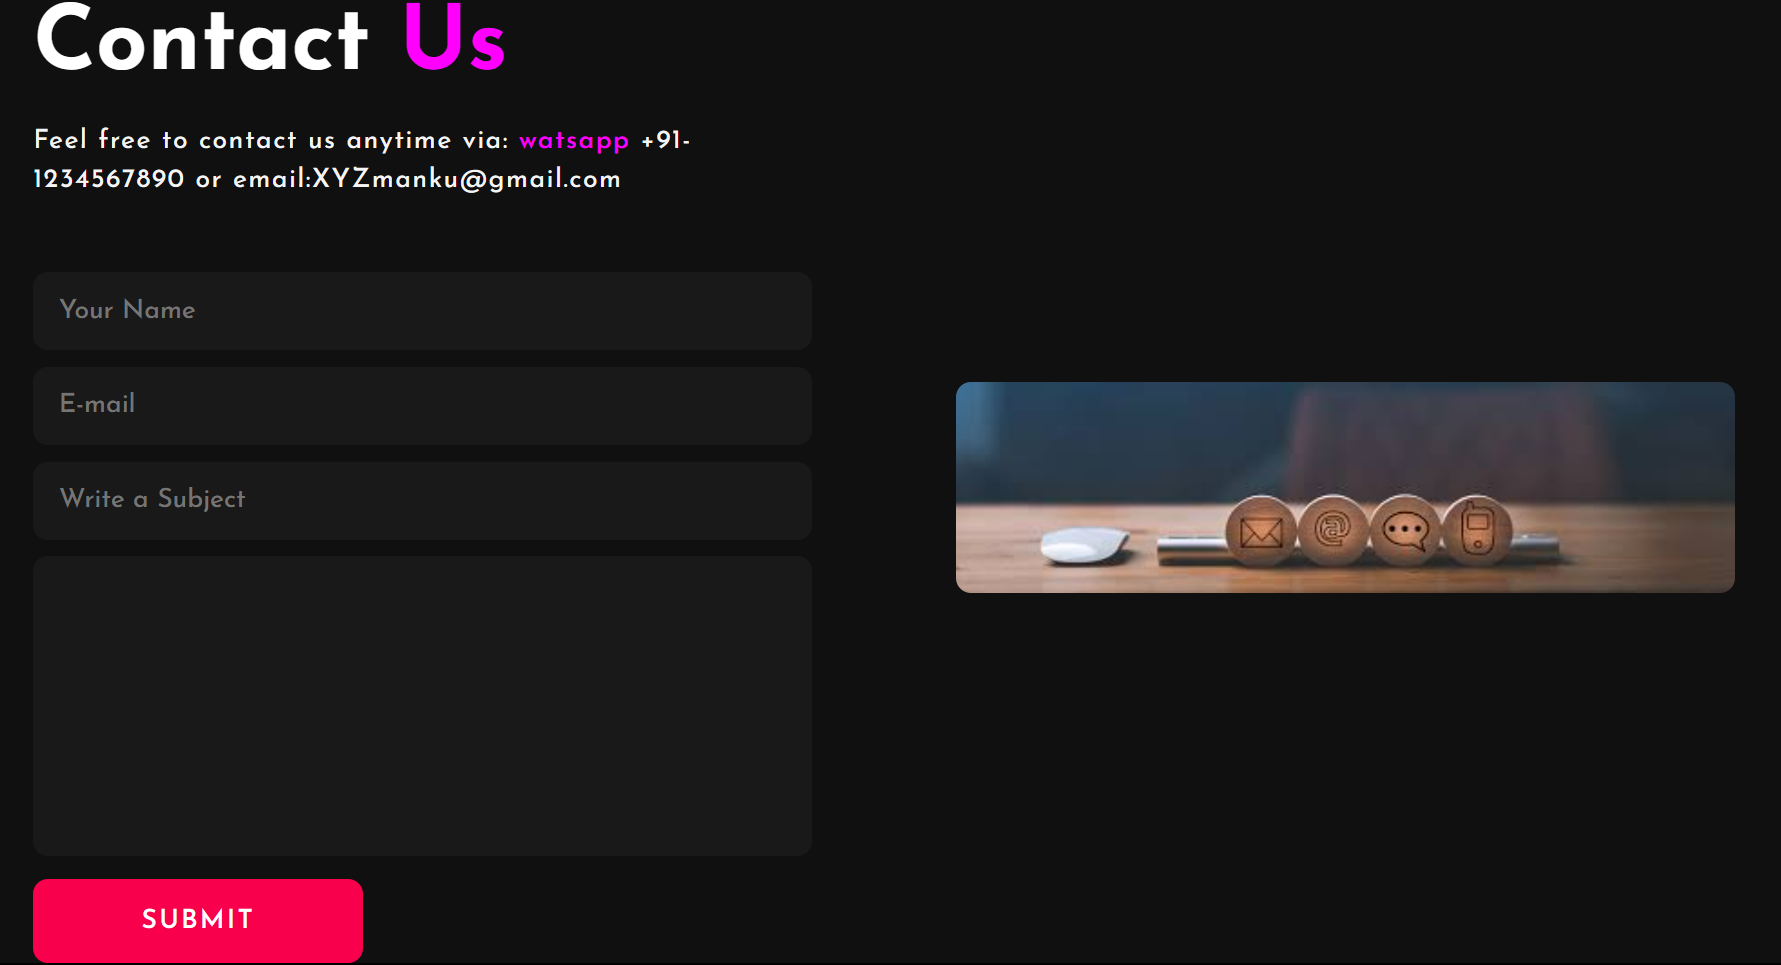 Contact Us
Feel free to contact us anytime via: watsapp +91-
1234567890 or email:XYZmanku@gmail.com
Your Name
E-mail
Write a Subject
@
SUBMIT